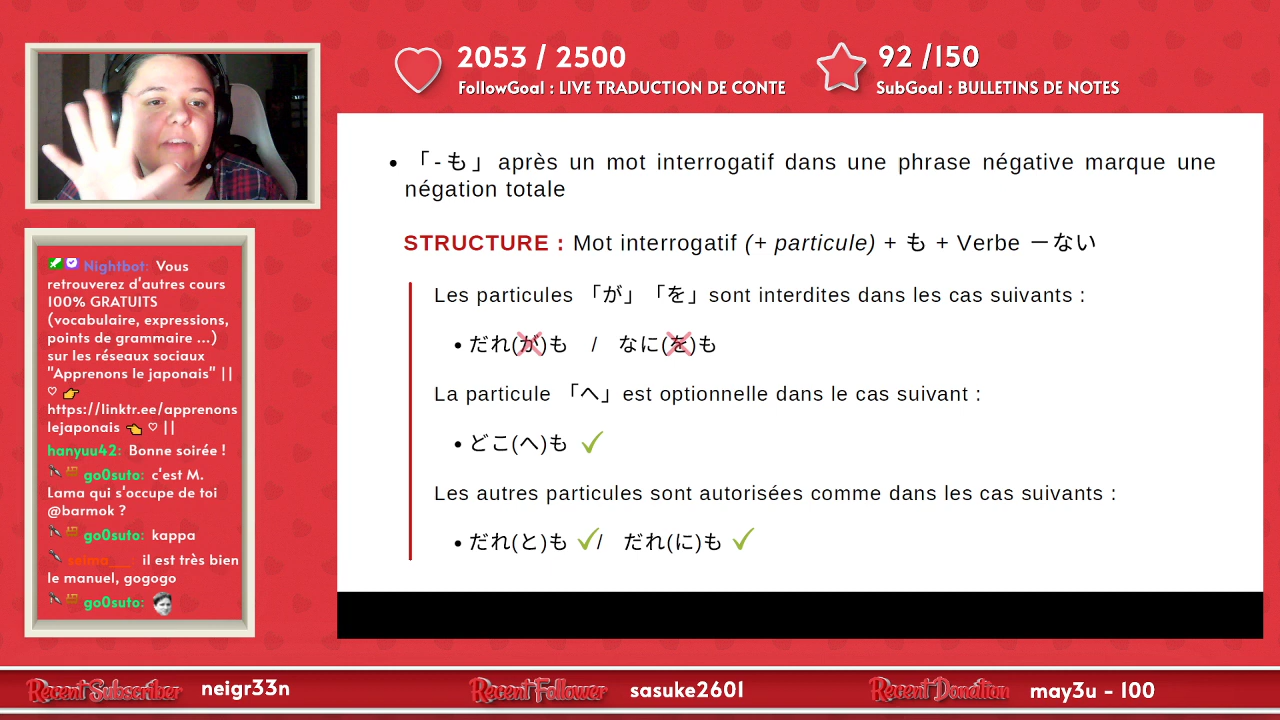 2053 / 2500
FollowGoal : LIVE TRADUCTION DE CONTE
92 /150
SubGoal : BULLETINS DE NOTES
• 「-も」après un mot interrogatif dans une phrase négative marque une
négation totale
STRUCTURE : Mot interrogatif (+ particule) + も + Verbe ーない
Les particules 「が」「を」sont interdites dans les cas suivants :
• だれ(が)も / なに(を)も
La particule 「へ」est optionnelle dans le cas suivant :
• どこ(へ)も
Les autres particules sont autorisées comme dans les cas suivants :
• だれ(と)も / だれ(に)も
Nightbot: Vous
retrouverez d'autres cours
100% GRATUITS
(vocabulaire, expressions,
points de grammaire ...)
sur les réseaux sociaux
"Apprenons le japonais" ||
♡ 👉
https://linktr.ee/apprenons
lejaponais 👈 ♡ ||
hanyuu42: Bonne soirée !
go0suto: c'est M.
Lama qui s'occupe de toi
@barmok ?
go0suto: kappa
seima___: il est très bien
le manuel, gogogo
go0suto:
Recent Subscriber neigr33n
Recent Follower sasuke2601
Recent Donation may3u - 100